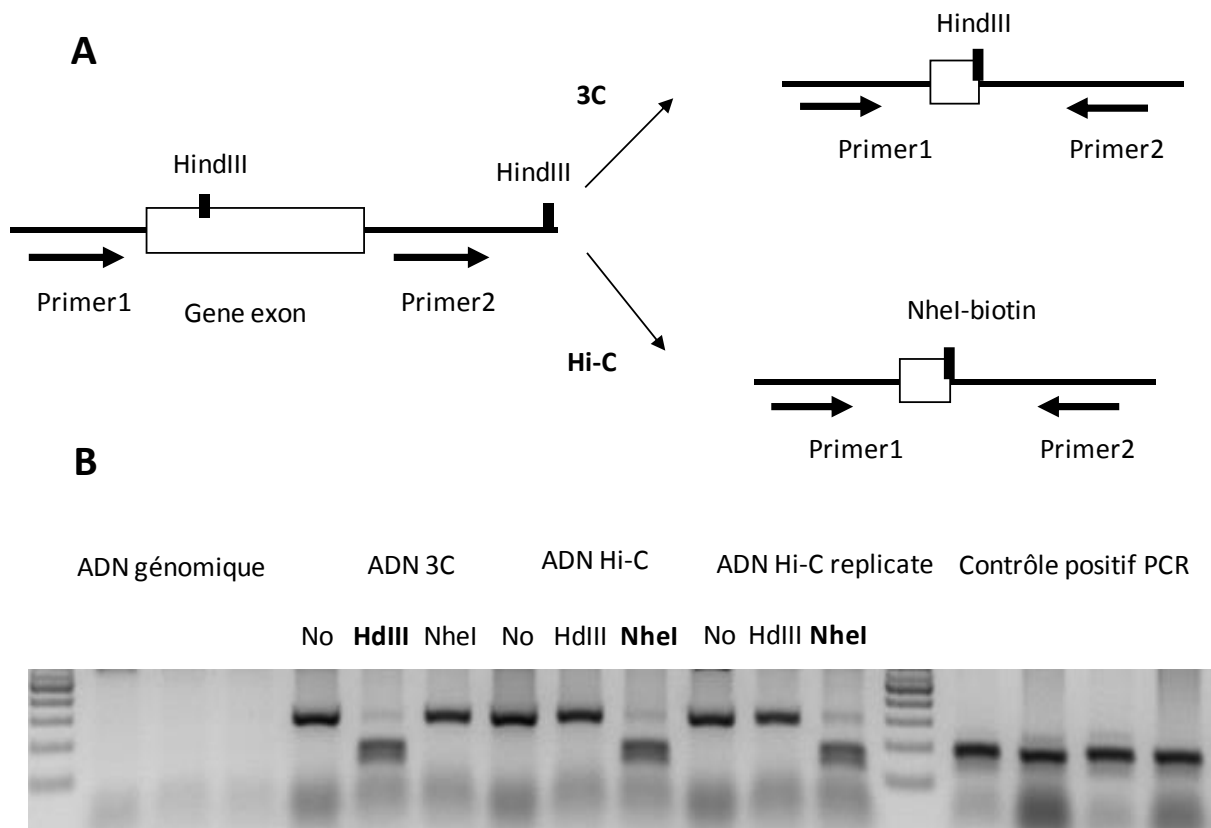 A
HindIII
3C
Primer1 Primer2
HindIII HindIII
Primer1 Gene exon Primer2
NheI-biotin
Hi-C
Primer1 Primer2
B
ADN génomique ADN 3C ADN Hi-C ADN Hi-C replicate Contrôle positif PCR
No HdIII NheI No HdIII NheI No HdIII NheI